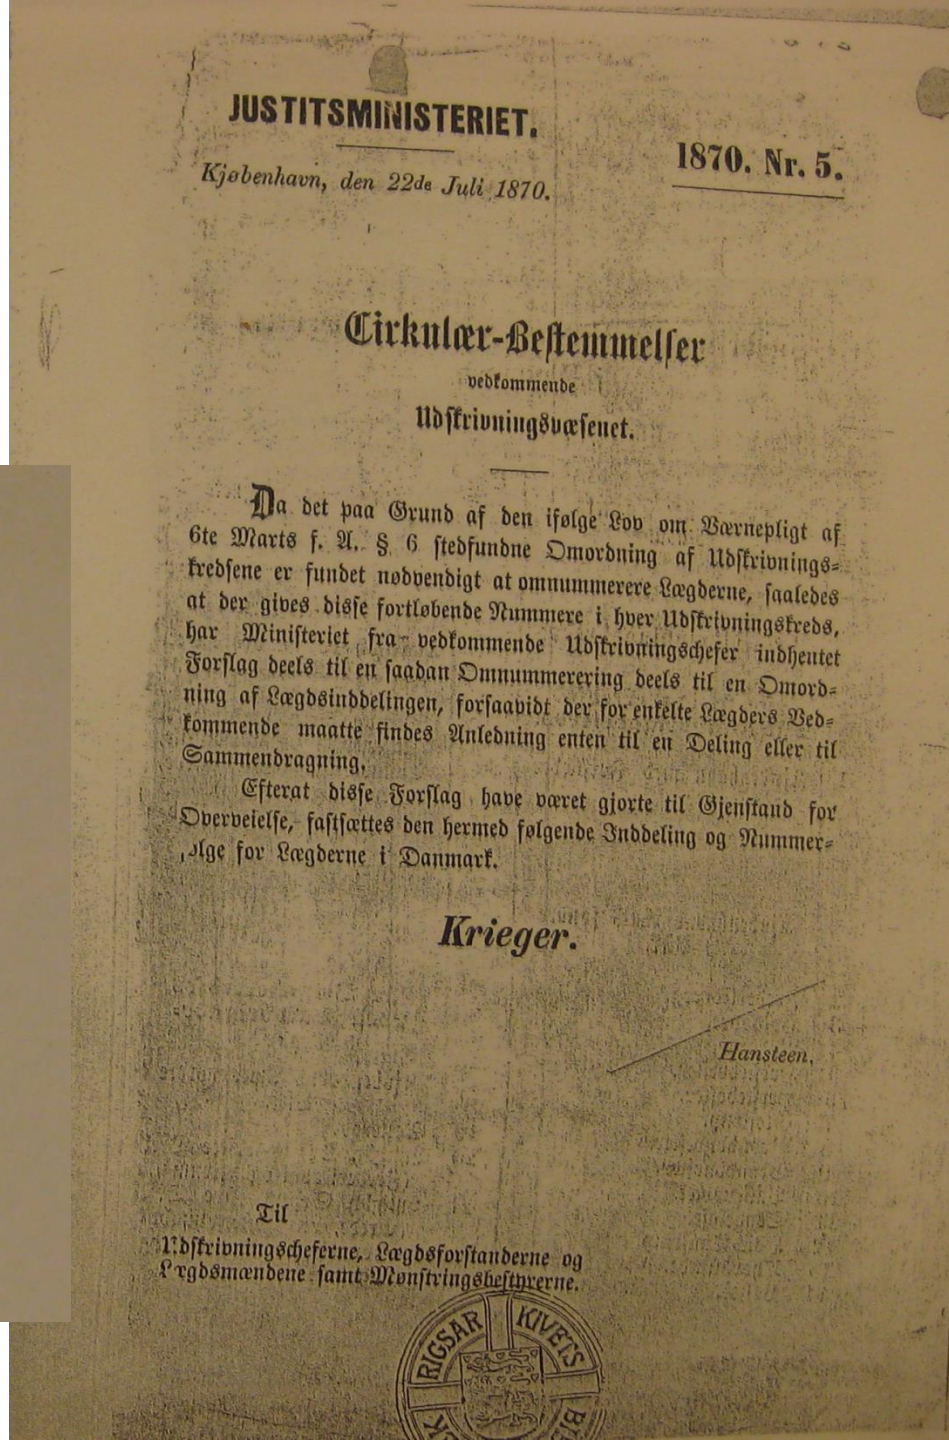 JUSTITSMINISTERIET.
1870. Nr. 5.
Kjøbenhavn, den 22de Juli 1870.
Cirkulær-Bestemmelser
vedkommende
Udskrivningsvæsenet.
Da det paa Grund af den ifølge Lov om Værnepligt af
6te Marts f. A. § 6 stedfundne Omordning af Udskrivnings-
kredsene er fundet nødvendigt at omnummerere Lægderne, saaledes
at der gives disse fortløbende Nummere i hver Udskrivningskreds,
har Ministeriet fra vedkommende Udskrivningschefer indhentet
Forslag deels til en saadan Omnummerering deels til en Omord-
ning af Lægdsinddelingen, forsaavidt der for enkelte Lægders Ved-
kommende maatte findes Anledning enten til en Deling eller til
Sammendragning.
Efterat disse Forslag have været gjorte til Gjenstand for
Overveielse, fastsættes den hermed følgende Inddeling og Nummer-
følge for Lægderne i Danmark.
Krieger.
Hansteen.
Til
Udskrivningscheferne, Lægdsforstanderne og
Lægdsmændene samt Mønstringsbestyrerne.
RIGSARKIVETS